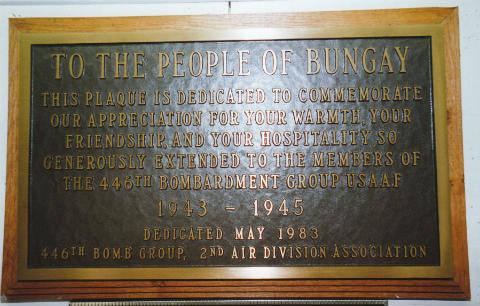 TO THE PEOPLE OF BUNGAY
THIS PLAQUE IS DEDICATED TO COMMEMORATE
OUR APPRECIATION FOR YOUR WARMTH, YOUR
FRIENDSHIP, AND YOUR HOSPITALITY SO
GENEROUSLY EXTENDED TO THE MEMBERS OF
THE 446TH BOMBARDMENT GROUP U.S.A.A.F
1943 - 1945
DEDICATED MAY 1983
446TH BOMB GROUP, 2ND AIR DIVISION ASSOCIATION